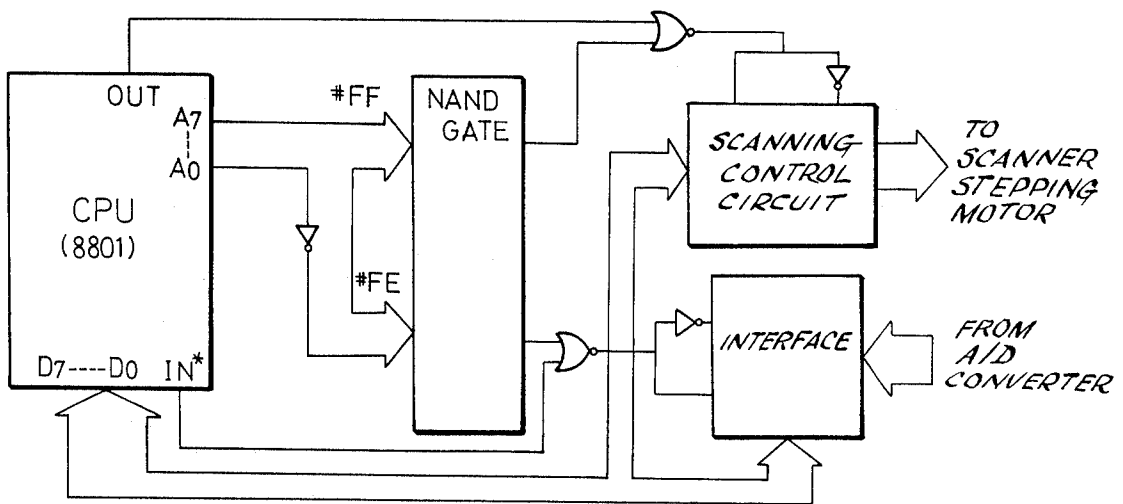 OUT
A7
A0
CPU
(8801)
D7----D0 IN*
#FF
#FE
NAND
GATE
SCANNING
CONTROL
CIRCUIT
TO
SCANNER
STEPPING
MOTOR
INTERFACE
FROM
A/D
CONVERTER